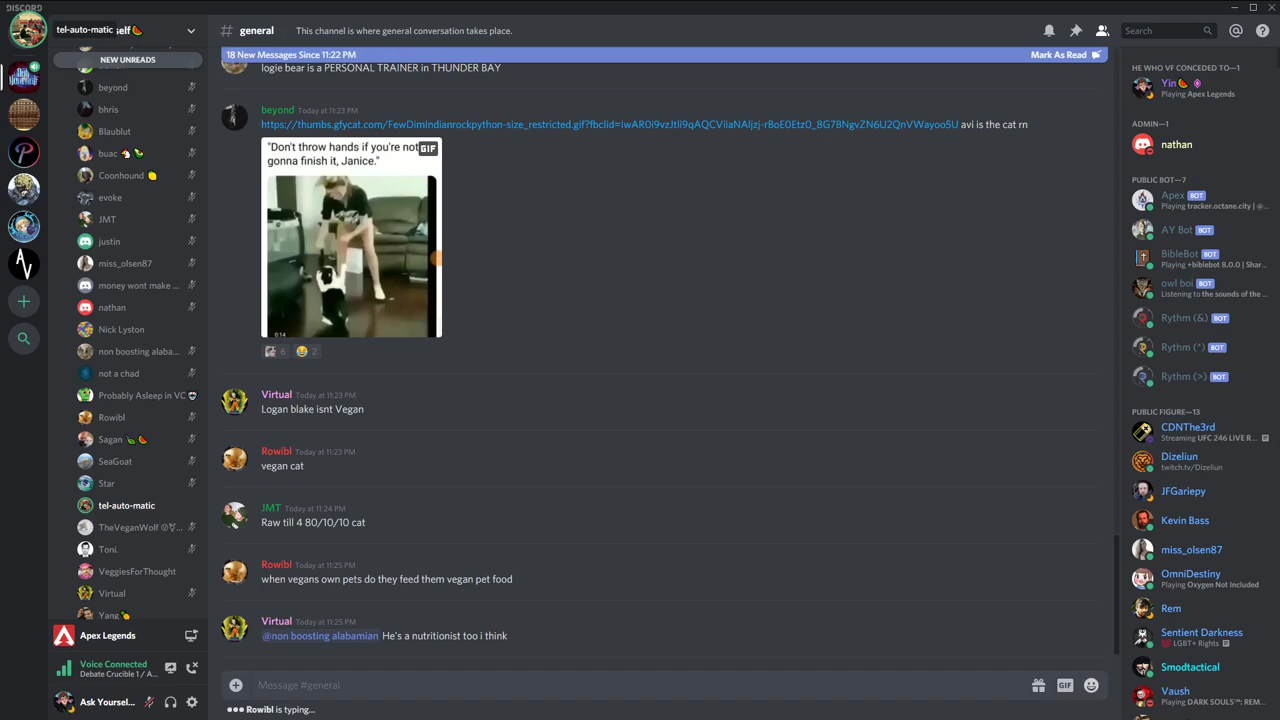 DISCORD
tel-auto-matic
self
NEW UNREADS
beyond
bhris
Blaublut
buac
Coonhound
evoke
JMT
justin
miss_olsen87
money wont make ...
nathan
Nick Lyston
non boosting alaba...
not a chad
Probably Asleep in VC
Rowibl
Sagan
SeaGoat
Star
tel-auto-matic
TheVeganWolf
Toni.
VeggiesForThought
Virtual
Yang
Apex Legends
Voice Connected
Debate Crucible 1 / A...
Ask Yoursel...
# general
This channel is where general conversation takes place.
Search
18 New Messages Since 11:22 PM
Mark As Read
logie bear is a PERSONAL TRAINER in THUNDER BAY
beyond Today at 11:23 PM
https://thumbs.gfycat.com/FewDimIndianrockpython-size_restricted.gif?fbclid=IwAR0i9vzJtli9qAQCViiaNAljzj-rBoE0Etz0_8G7BNgvZN6U2QnVWayoo5U avi is the cat rn
"Don't throw hands if you're not
gonna finish it, Janice."
GIF
0:14
6
2
Virtual Today at 11:23 PM
Logan blake isnt Vegan
Rowibl Today at 11:23 PM
vegan cat
JMT Today at 11:24 PM
Raw till 4 80/10/10 cat
Rowibl Today at 11:25 PM
when vegans own pets do they feed them vegan pet food
Virtual Today at 11:25 PM
@non boosting alabamian He's a nutritionist too i think
Message #general
GIF
Rowibl is typing...
HE WHO VF CONCEDED TO—1
Yin
Playing Apex Legends
ADMIN—1
nathan
PUBLIC BOT—7
Apex BOT
Playing tracker.octane.city | @...
AY Bot BOT
BibleBot BOT
Playing +biblebot 8.0.0 | Shar...
owl boi BOT
Listening to the sounds of the ...
Rythm (&) BOT
Rythm (*) BOT
Rythm (>) BOT
PUBLIC FIGURE—13
CDNThe3rd
Streaming UFC 246 LIVE R...
Dizeliun
twitch.tv/Dizeliun
JFGariepy
Kevin Bass
miss_olsen87
OmniDestiny
Playing Oxygen Not Included
Rem
Sentient Darkness
LGBT+ Rights
Smodtactical
Vaush
Playing DARK SOULS™: REM...